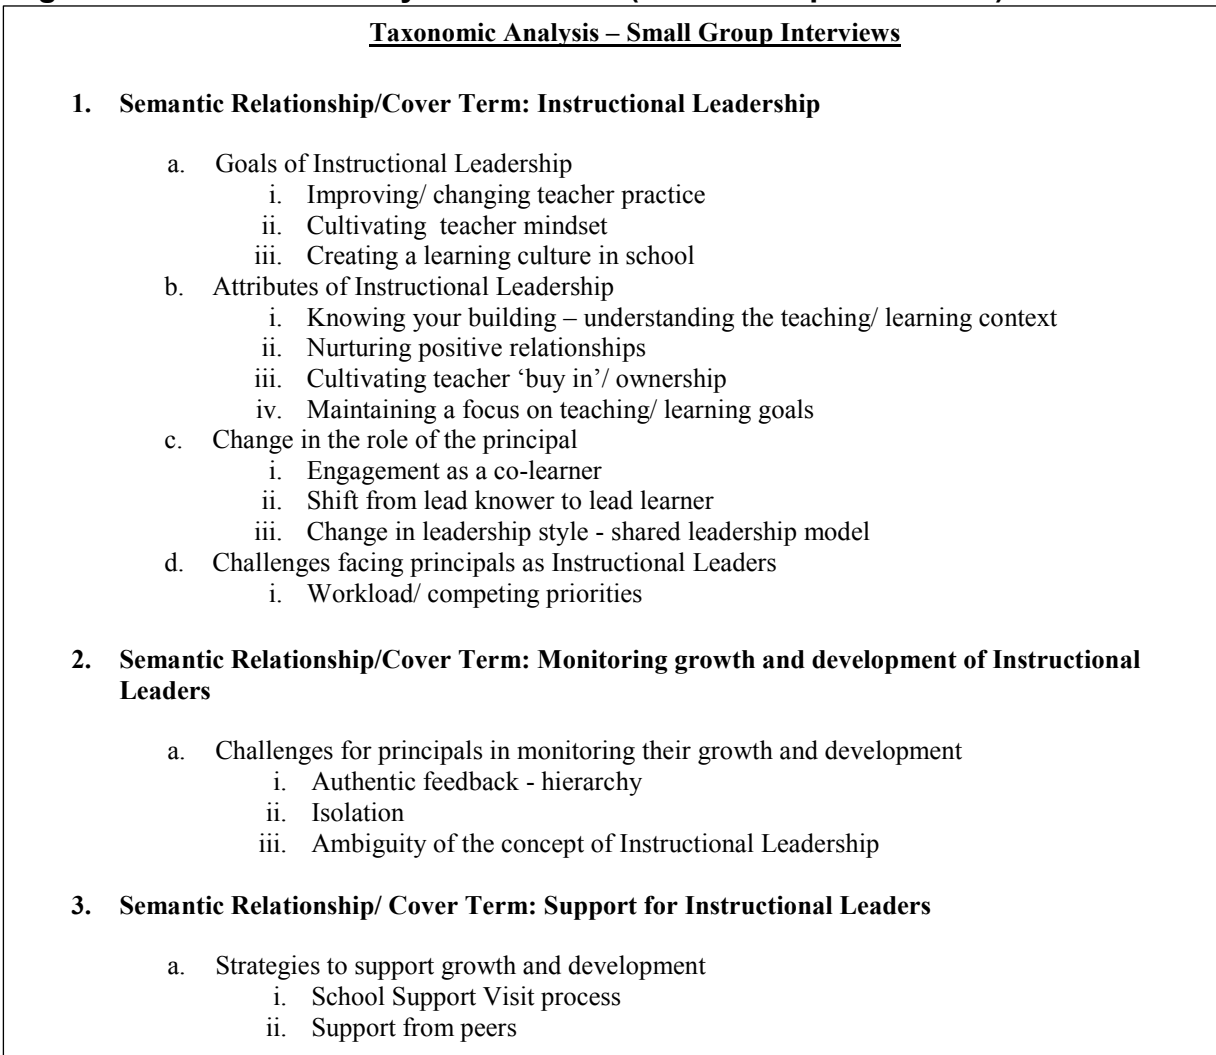 Taxonomic Analysis – Small Group Interviews
1. Semantic Relationship/Cover Term: Instructional Leadership
a. Goals of Instructional Leadership
i. Improving/ changing teacher practice
ii. Cultivating teacher mindset
iii. Creating a learning culture in school
b. Attributes of Instructional Leadership
i. Knowing your building – understanding the teaching/ learning context
ii. Nurturing positive relationships
iii. Cultivating teacher ‘buy in’/ ownership
iv. Maintaining a focus on teaching/ learning goals
c. Change in the role of the principal
i. Engagement as a co-learner
ii. Shift from lead knower to lead learner
iii. Change in leadership style - shared leadership model
d. Challenges facing principals as Instructional Leaders
i. Workload/ competing priorities
2. Semantic Relationship/Cover Term: Monitoring growth and development of Instructional
Leaders
a. Challenges for principals in monitoring their growth and development
i. Authentic feedback - hierarchy
ii. Isolation
iii. Ambiguity of the concept of Instructional Leadership
3. Semantic Relationship/ Cover Term: Support for Instructional Leaders
a. Strategies to support growth and development
i. School Support Visit process
ii. Support from peers